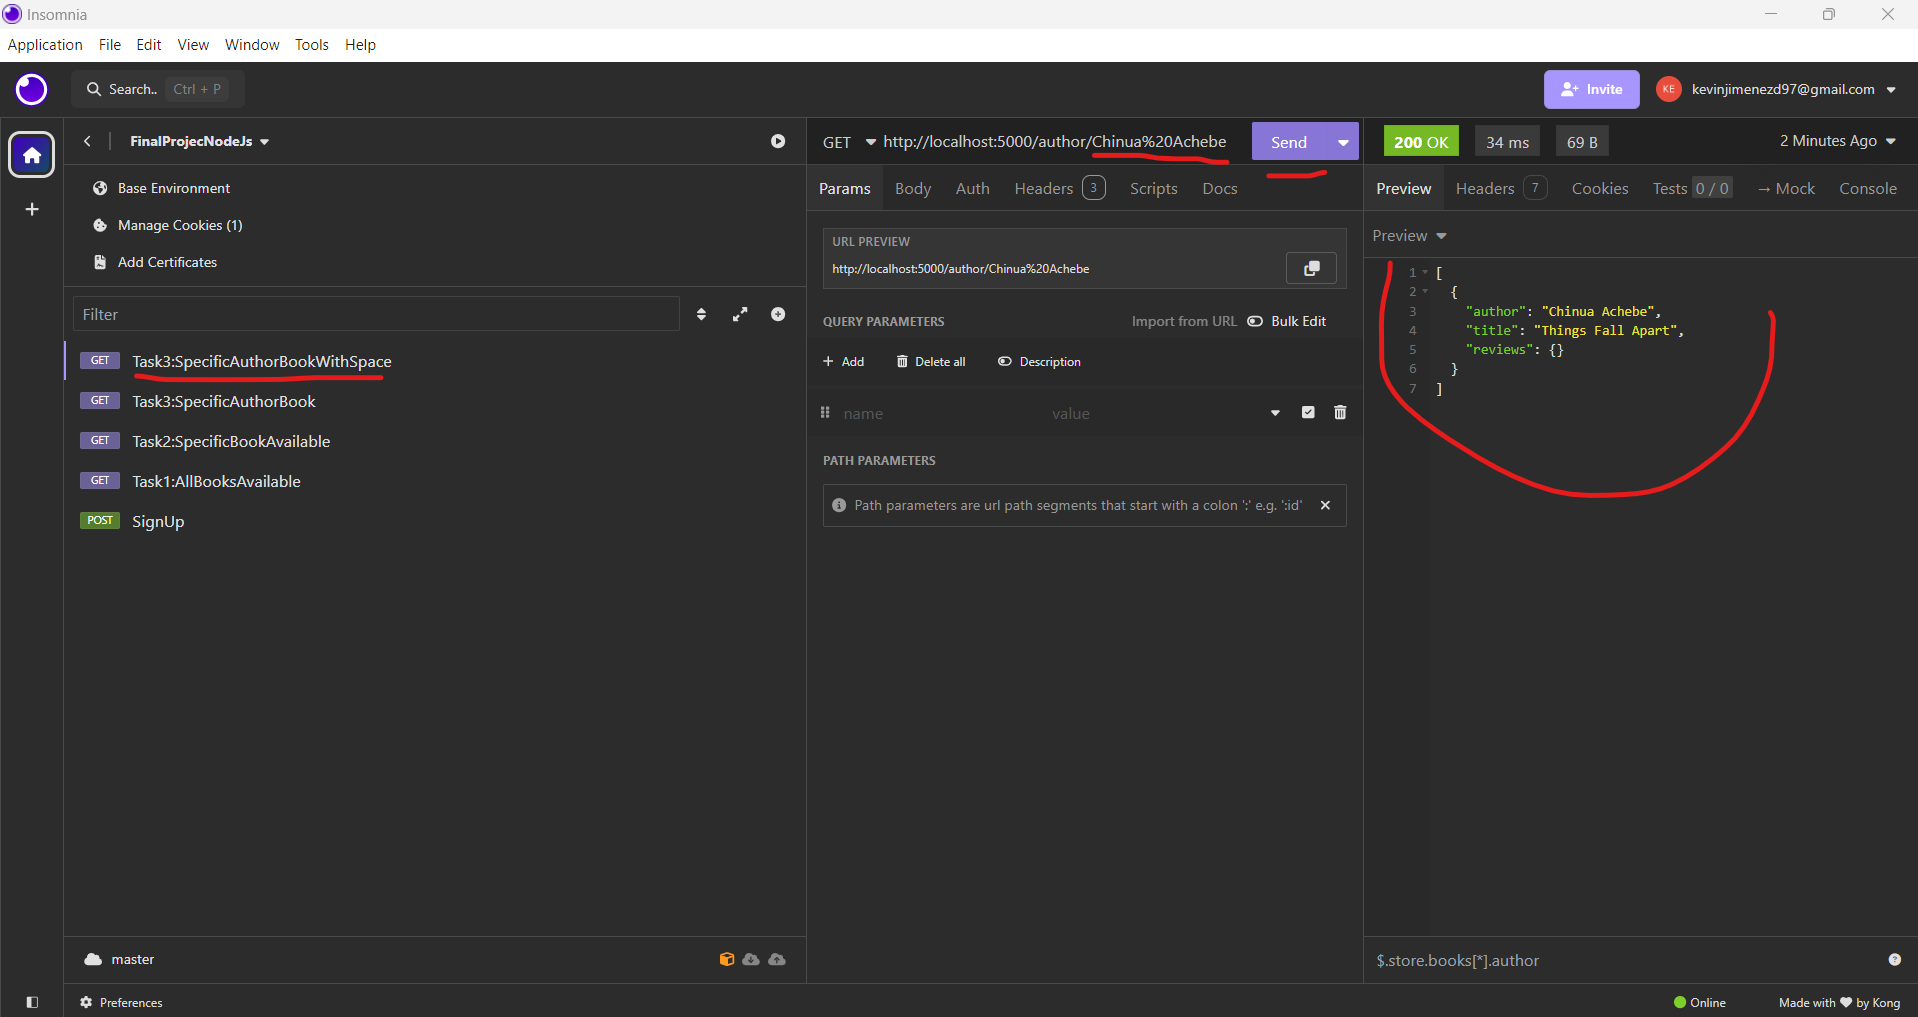 Insomnia
Application File Edit View Window Tools Help
Search.. Ctrl + P
Invite
KE kevinjimenezd97@gmail.com
FinalProjecNodeJs
Base Environment
Manage Cookies (1)
Add Certificates
Filter
GET Task3:SpecificAuthorBookWithSpace
GET Task3:SpecificAuthorBook
GET Task2:SpecificBookAvailable
GET Task1:AllBooksAvailable
POST SignUp
master
Preferences
GET http://localhost:5000/author/Chinua%20Achebe Send
Params Body Auth Headers 3 Scripts Docs
URL PREVIEW
http://localhost:5000/author/Chinua%20Achebe
QUERY PARAMETERS Import from URL Bulk Edit
+ Add Delete all Description
name value
PATH PARAMETERS
Path parameters are url path segments that start with a colon ':' e.g. ':id'
200 OK 34 ms 69 B 2 Minutes Ago
Preview Headers 7 Cookies Tests 0 / 0 → Mock Console
Preview
1 [
2 {
3 "author": "Chinua Achebe",
4 "title": "Things Fall Apart",
5 "reviews": {}
6 }
7 ]
$.store.books[*].author
Online Made with ❤ by Kong